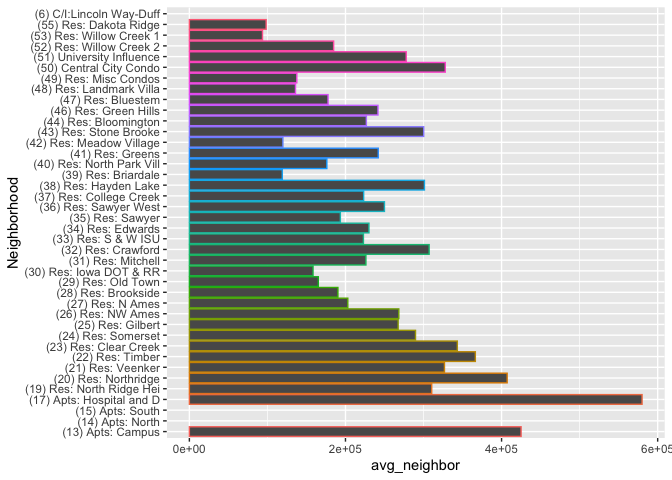 (6) C/I:Lincoln Way-Duff
(55) Res: Dakota Ridge
(53) Res: Willow Creek 1
(52) Res: Willow Creek 2
(51) University Influence
(50) Central City Condo
(49) Res: Misc Condos
(48) Res: Landmark Villa
(47) Res: Bluestem
(46) Res: Green Hills
(44) Res: Bloomington
(43) Res: Stone Brooke
(42) Res: Meadow Village
(41) Res: Greens
(40) Res: North Park Vill
(39) Res: Briardale
(38) Res: Hayden Lake
(37) Res: College Creek
(36) Res: Sawyer West
(35) Res: Sawyer
(34) Res: Edwards
(33) Res: S & W ISU
(32) Res: Crawford
(31) Res: Mitchell
(30) Res: Iowa DOT & RR
(29) Res: Old Town
(28) Res: Brookside
(27) Res: N Ames
(26) Res: NW Ames
(25) Res: Gilbert
(24) Res: Somerset
(23) Res: Clear Creek
(22) Res: Timber
(21) Res: Veenker
(20) Res: Northridge
(19) Res: North Ridge Hei
(17) Apts: Hospital and D
(15) Apts: South
(14) Apts: North
(13) Apts: Campus
Neighborhood
0e+00 2e+05 4e+05 6e+05
avg_neighbor